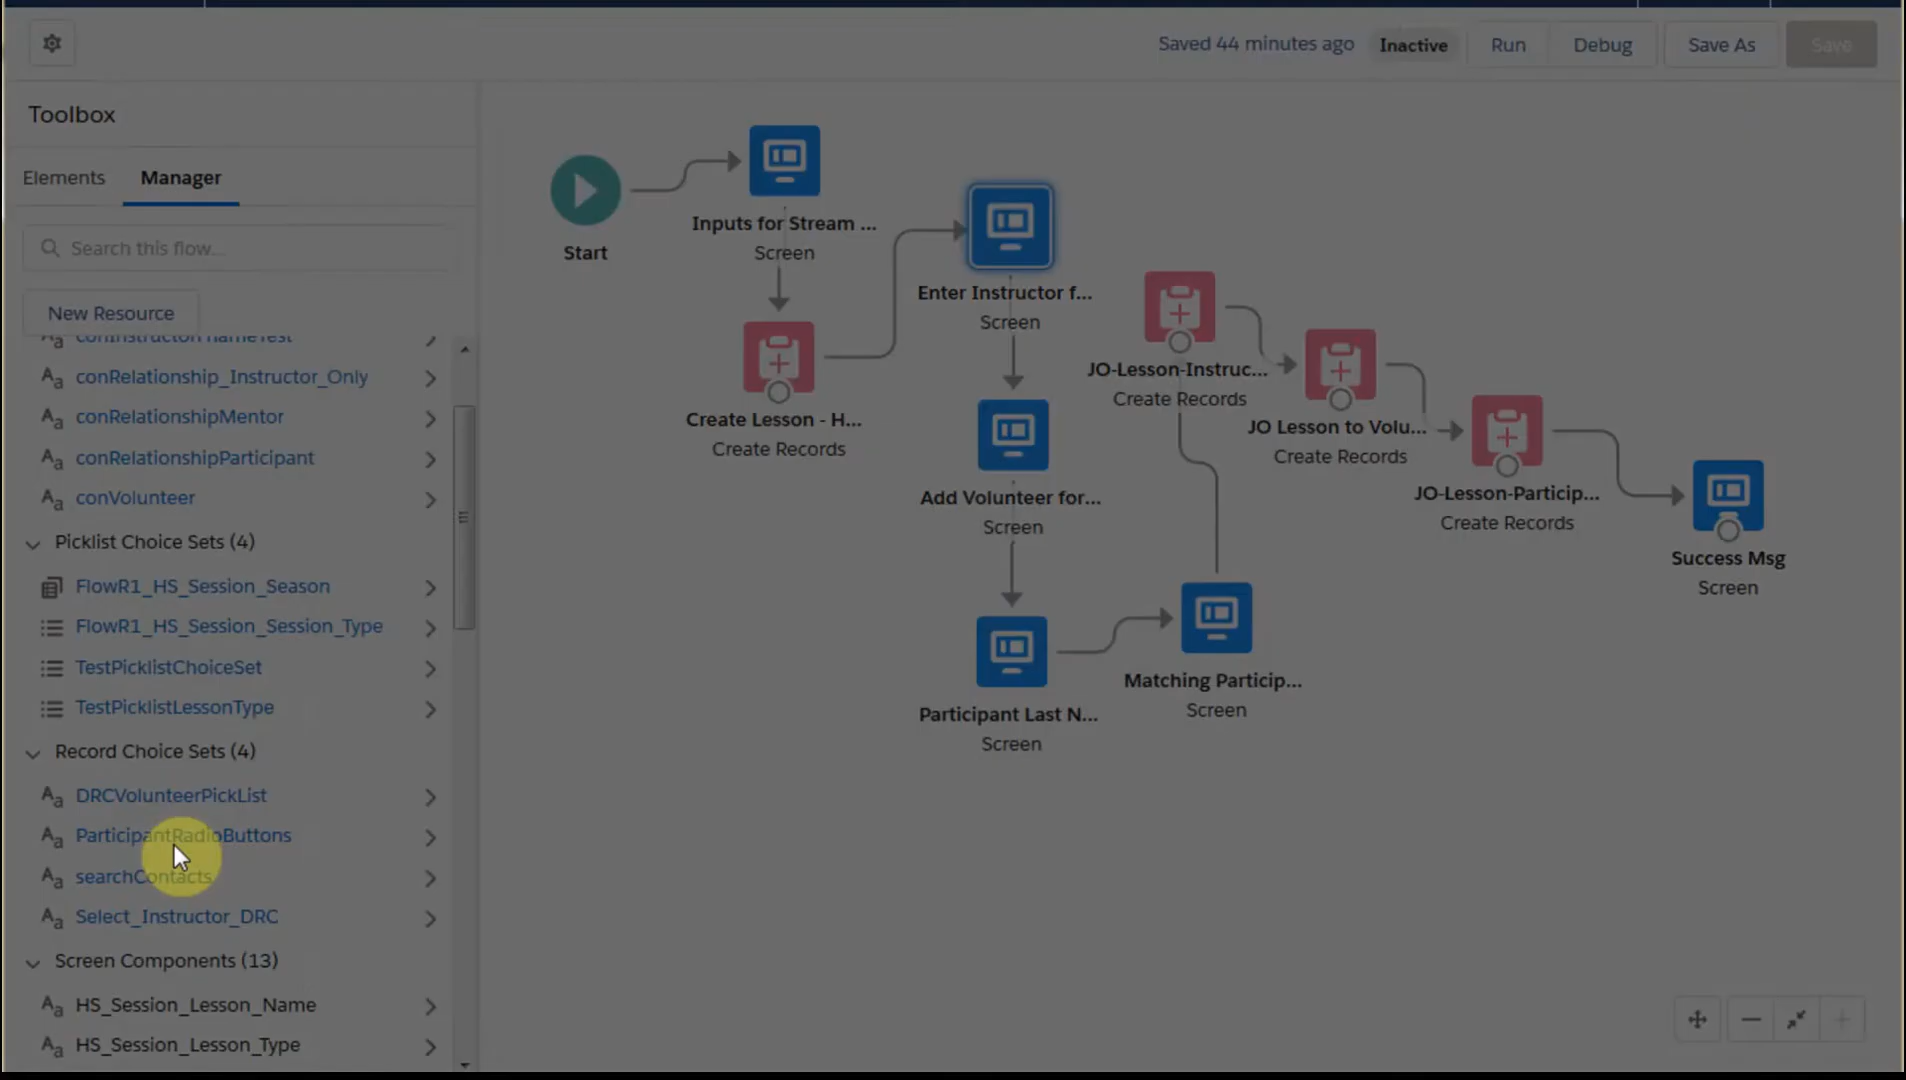 Saved 44 minutes ago
Inactive
Run
Debug
Save As
Save
Toolbox
Elements
Manager
Search this flow...
New Resource
conRelationship_Instructor_Only
conRelationshipMentor
conRelationshipParticipant
conVolunteer
Picklist Choice Sets (4)
FlowR1_HS_Session_Season
FlowR1_HS_Session_Session_Type
TestPicklistChoiceSet
TestPicklistLessonType
Record Choice Sets (4)
DRCVolunteerPickList
ParticipantRadioButtons
searchContacts
Select_Instructor_DRC
Screen Components (13)
HS_Session_Lesson_Name
HS_Session_Lesson_Type
Start
Inputs for Stream ...
Screen
Create Lesson - H...
Create Records
Enter Instructor f...
Screen
Add Volunteer for...
Screen
Participant Last N...
Screen
Matching Particip...
Screen
JO-Lesson-Instruc...
Create Records
JO Lesson to Volu...
Create Records
JO-Lesson-Particip...
Create Records
Success Msg
Screen